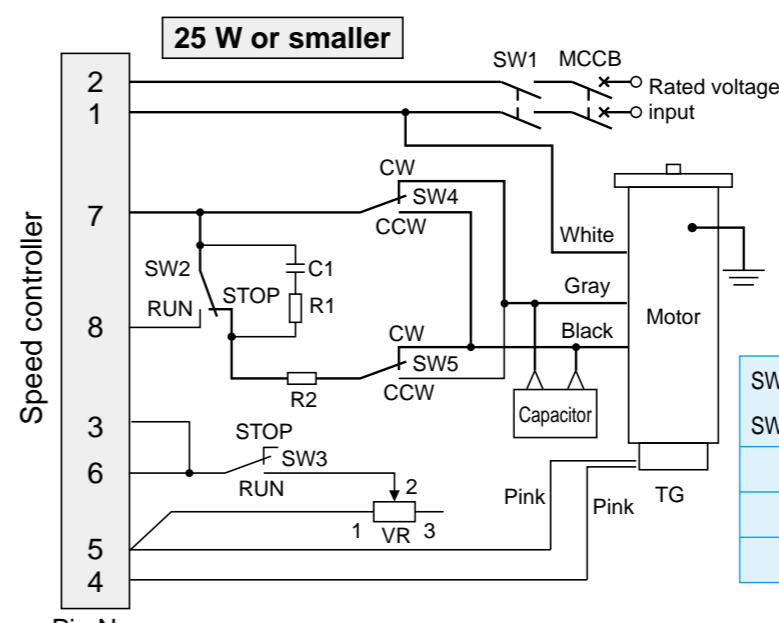 25 W or smaller
SW1 MCCB
2
Rated voltage
1
input
CW
SW4
7
CCW
White
SW2
C1
Gray
RUN
STOP
R1
Motor
8
CW
Black
SW5
R2
CCW
Capacitor
SW
SW
3
STOP
SW3
6
RUN
2
Pink
Pink
TG
1 VR 3
5
4
Speed controller